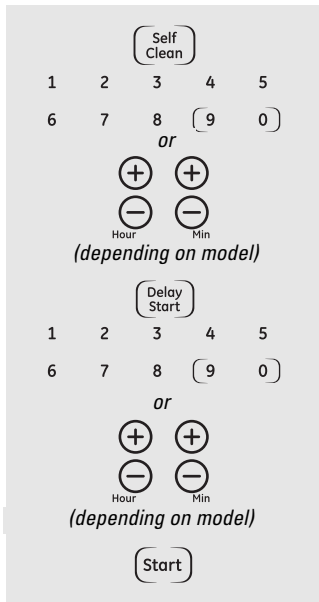 Self
Clean
1 2 3 4 5
6 7 8 9 0
or
+ +
− −
Hour Min
(depending on model)
Delay
Start
1 2 3 4 5
6 7 8 9 0
or
+ +
− −
Hour Min
(depending on model)
Start